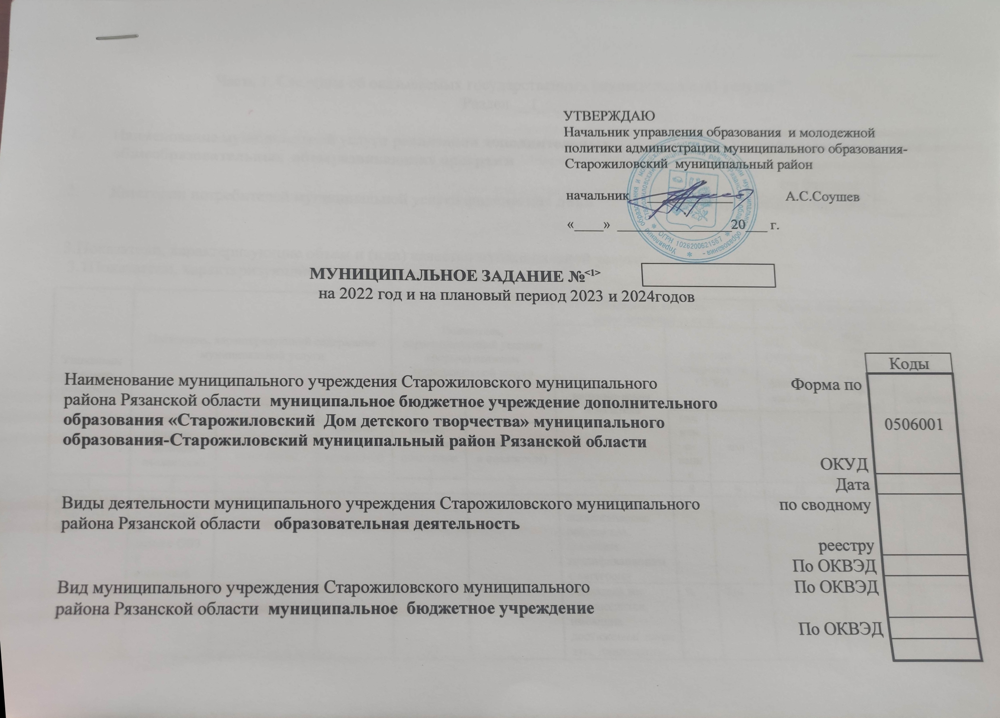 УТВЕРЖДАЮ
Начальник управления образования и молодежной
политики администрации муниципального образования-
Старожиловский муниципальный район
начальник ____________ А.С.Соушев
«____» ________________20___ г.
ОГРН 1026200621567
МУНИЦИПАЛЬНОЕ ЗАДАНИЕ №<1>
на 2022 год и на плановый период 2023 и 2024годов
Коды
Наименование муниципального учреждения Старожиловского муниципального
района Рязанской области муниципальное бюджетное учреждение дополнительного
образования «Старожиловский Дом детского творчества» муниципального
образования-Старожиловский муниципальный район Рязанской области
Форма по
0506001
ОКУД
Дата
Виды деятельности муниципального учреждения Старожиловского муниципального
района Рязанской области образовательная деятельность
по сводному
реестру
По ОКВЭД
Вид муниципального учреждения Старожиловского муниципального
района Рязанской области муниципальное бюджетное учреждение
По ОКВЭД
По ОКВЭД